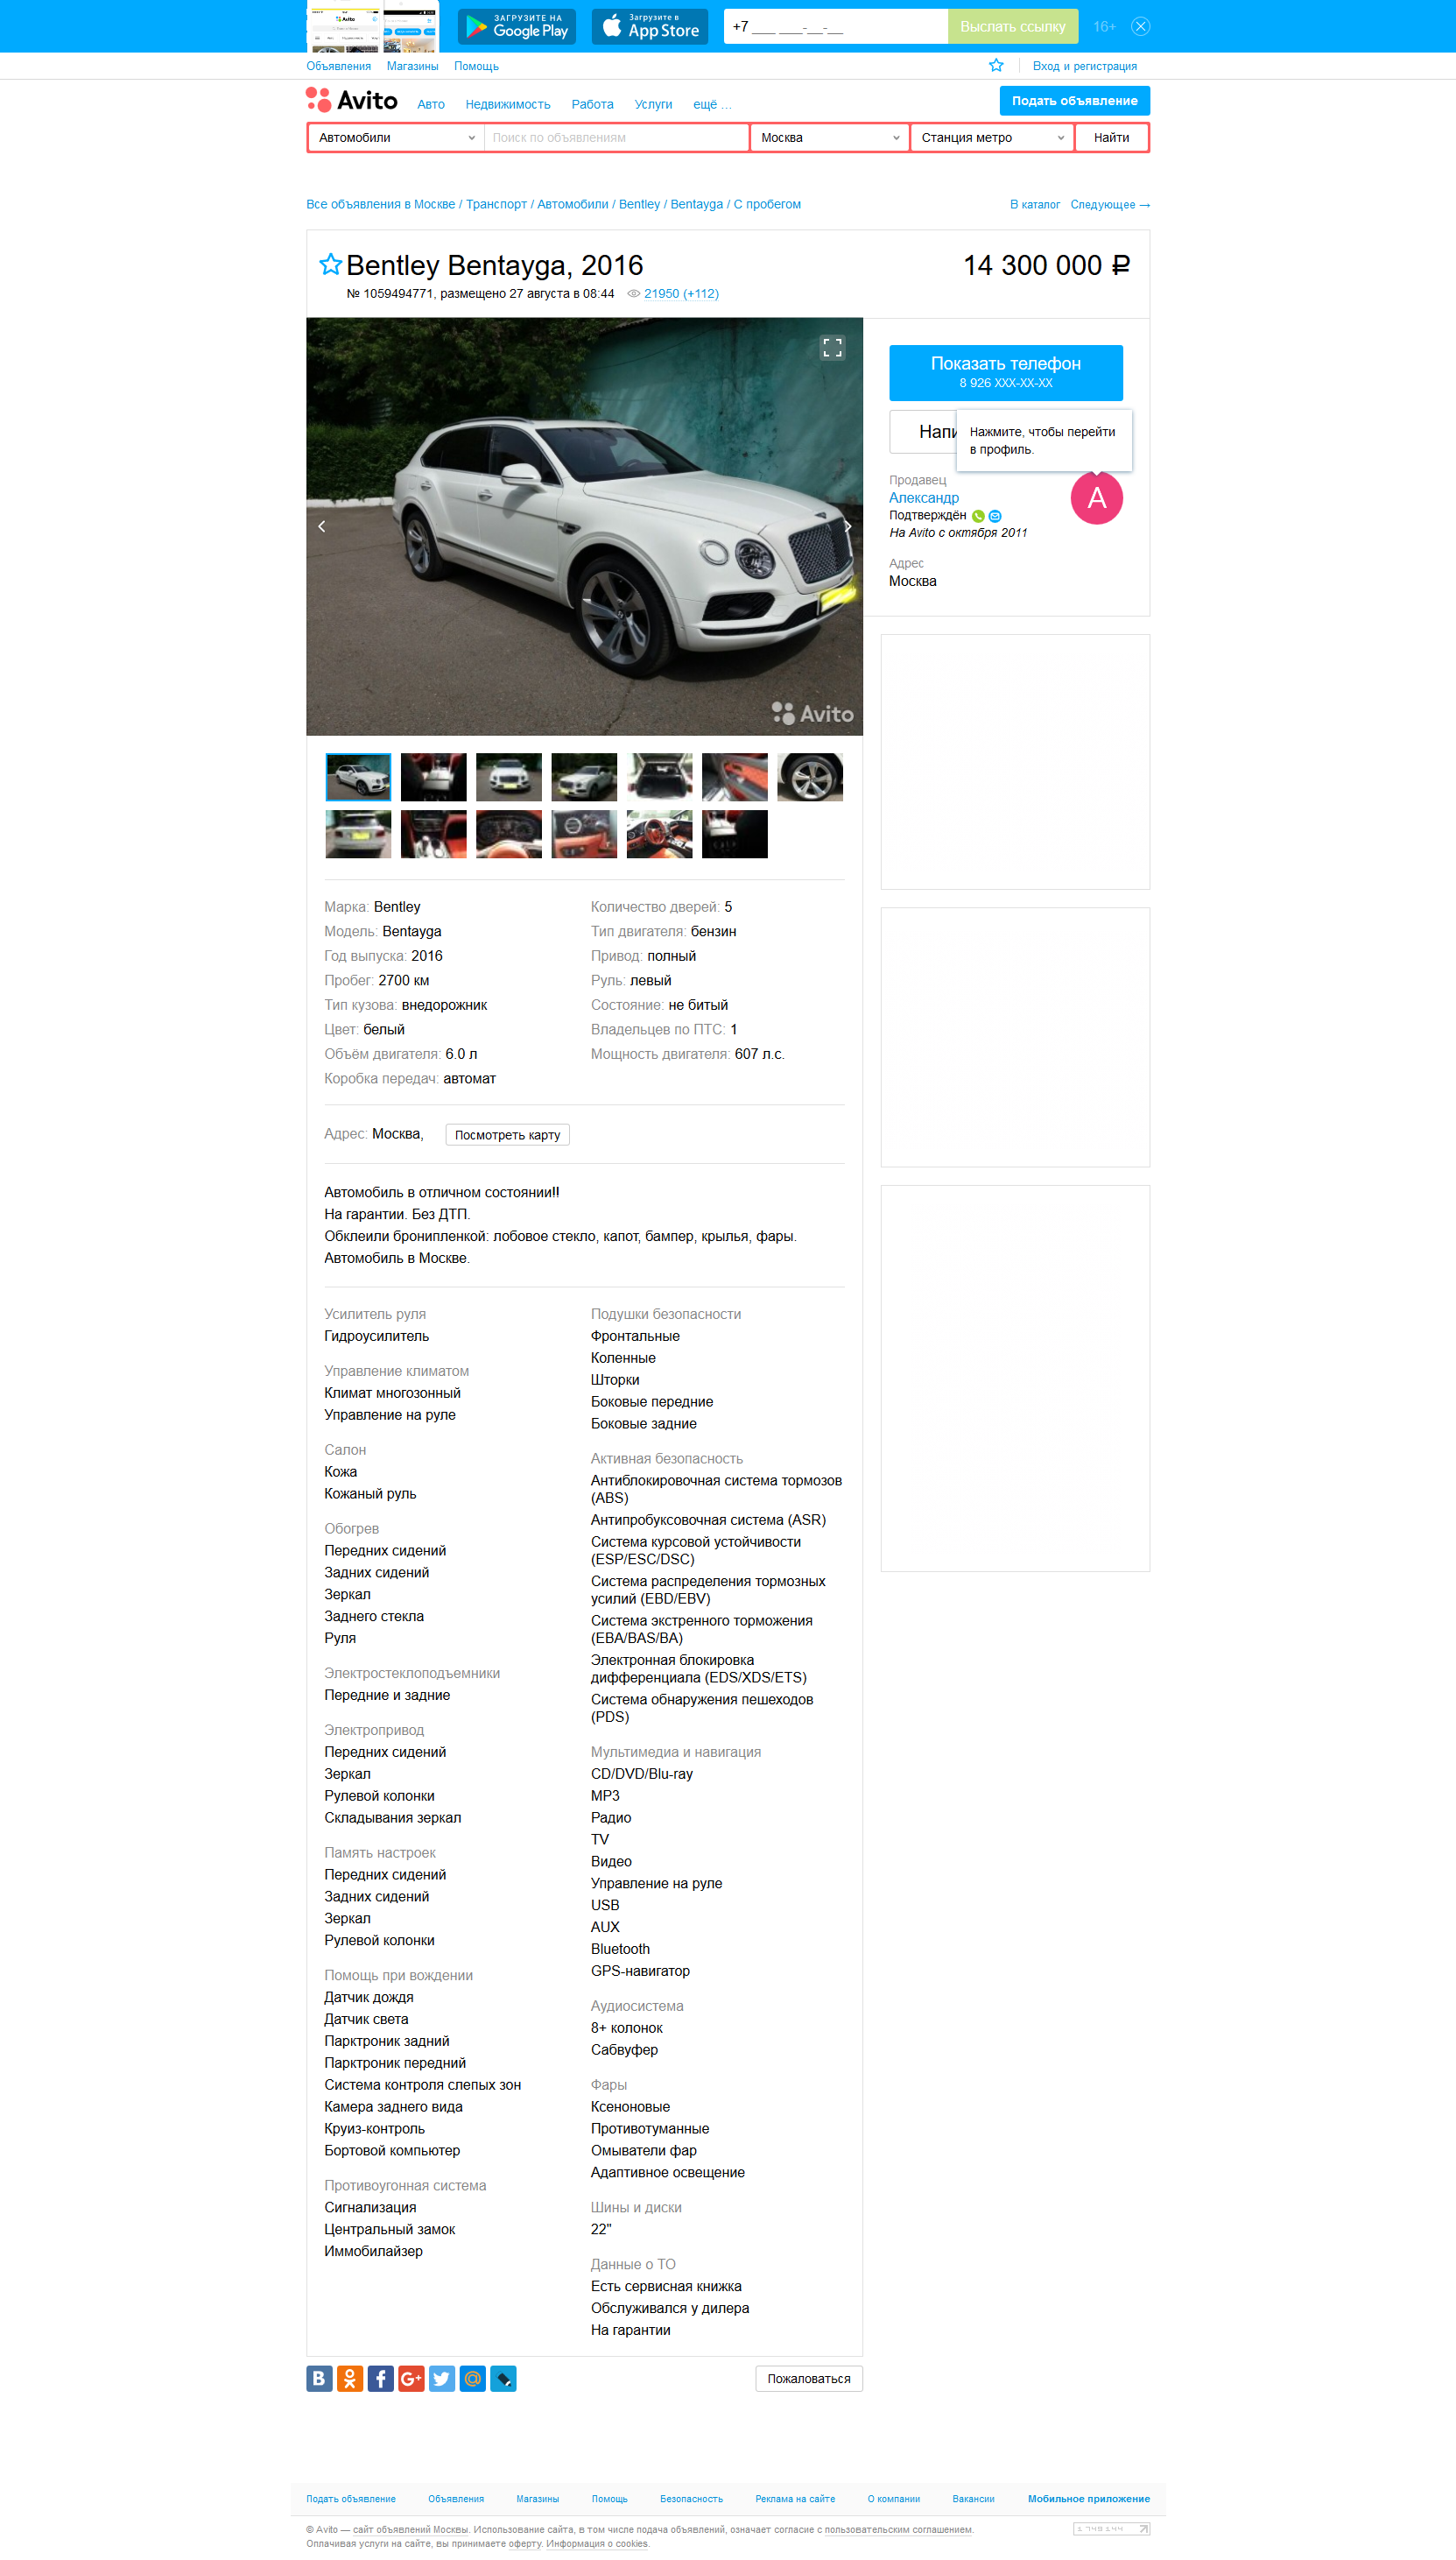 Avito
ЗАГРУЗИТЕ НА
Google Play
Загрузите в
App Store
+7 ___ ___-__-__
Выслать ссылку
16+
Объявления Магазины Помощь
Вход и регистрация
Avito
Авто Недвижимость Работа Услуги ещё ...
Подать объявление
Автомобили
Поиск по объявлениям
Москва
Станция метро
Найти
Все объявления в Москве / Транспорт / Автомобили / Bentley / Bentayga / С пробегом
В каталог Следующее →
Bentley Bentayga, 2016
14 300 000 ₽
№ 1059494771, размещено 27 августа в 08:44 21950 (+112)
Показать телефон
8 926 XXX-XX-XX
Напи
Нажмите, чтобы перейти
в профиль.
Продавец
Александр
A
Подтверждён
На Avito с октября 2011
Адрес
Москва
Avito
Марка: Bentley
Модель: Bentayga
Год выпуска: 2016
Пробег: 2700 км
Тип кузова: внедорожник
Цвет: белый
Объём двигателя: 6.0 л
Коробка передач: автомат
Количество дверей: 5
Тип двигателя: бензин
Привод: полный
Руль: левый
Состояние: не битый
Владельцев по ПТС: 1
Мощность двигателя: 607 л.с.
Адрес: Москва,
Посмотреть карту
Автомобиль в отличном состоянии!!
На гарантии. Без ДТП.
Обклеили бронипленкой: лобовое стекло, капот, бампер, крылья, фары.
Автомобиль в Москве.
Усилитель руля
Гидроусилитель
Управление климатом
Климат многозонный
Управление на руле
Салон
Кожа
Кожаный руль
Обогрев
Передних сидений
Задних сидений
Зеркал
Заднего стекла
Руля
Электростеклоподъемники
Передние и задние
Электропривод
Передних сидений
Зеркал
Рулевой колонки
Складывания зеркал
Память настроек
Передних сидений
Задних сидений
Зеркал
Рулевой колонки
Помощь при вождении
Датчик дождя
Датчик света
Парктроник задний
Парктроник передний
Система контроля слепых зон
Камера заднего вида
Круиз-контроль
Бортовой компьютер
Противоугонная система
Сигнализация
Центральный замок
Иммобилайзер
Подушки безопасности
Фронтальные
Коленные
Шторки
Боковые передние
Боковые задние
Активная безопасность
Антиблокировочная система тормозов
(ABS)
Антипробуксовочная система (ASR)
Система курсовой устойчивости
(ESP/ESC/DSC)
Система распределения тормозных
усилий (EBD/EBV)
Система экстренного торможения
(EBA/BAS/BA)
Электронная блокировка
дифференциала (EDS/XDS/ETS)
Система обнаружения пешеходов
(PDS)
Мультимедиа и навигация
CD/DVD/Blu-ray
MP3
Радио
TV
Видео
Управление на руле
USB
AUX
Bluetooth
GPS-навигатор
Аудиосистема
8+ колонок
Сабвуфер
Фары
Ксеноновые
Противотуманные
Омыватели фар
Адаптивное освещение
Шины и диски
22"
Данные о ТО
Есть сервисная книжка
Обслуживался у дилера
На гарантии
Пожаловаться
Подать объявление Объявления Магазины Помощь Безопасность Реклама на сайте О компании Вакансии Мобильное приложение
© Avito — сайт объявлений Москвы. Использование сайта, в том числе подача объявлений, означает согласие с пользовательским соглашением.
Оплачивая услуги на сайте, вы принимаете оферту. Информация о cookies.